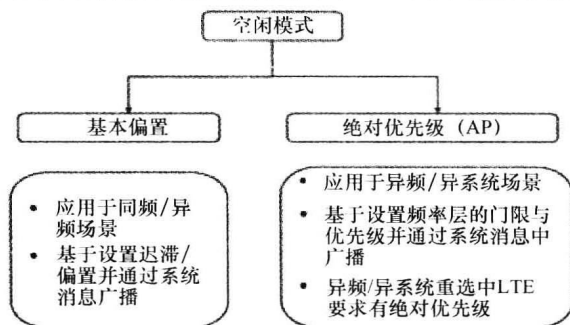 空闲模式
基本偏置
绝对优先级（AP）
• 应用于同频/异
频场景
• 基于设置迟滞/
偏置并通过系统
消息广播
• 应用于异频/异系统场景
• 基于设置频率层的门限与
优先级并通过系统消息中
广播
• 异频/异系统重选中LTE
要求有绝对优先级